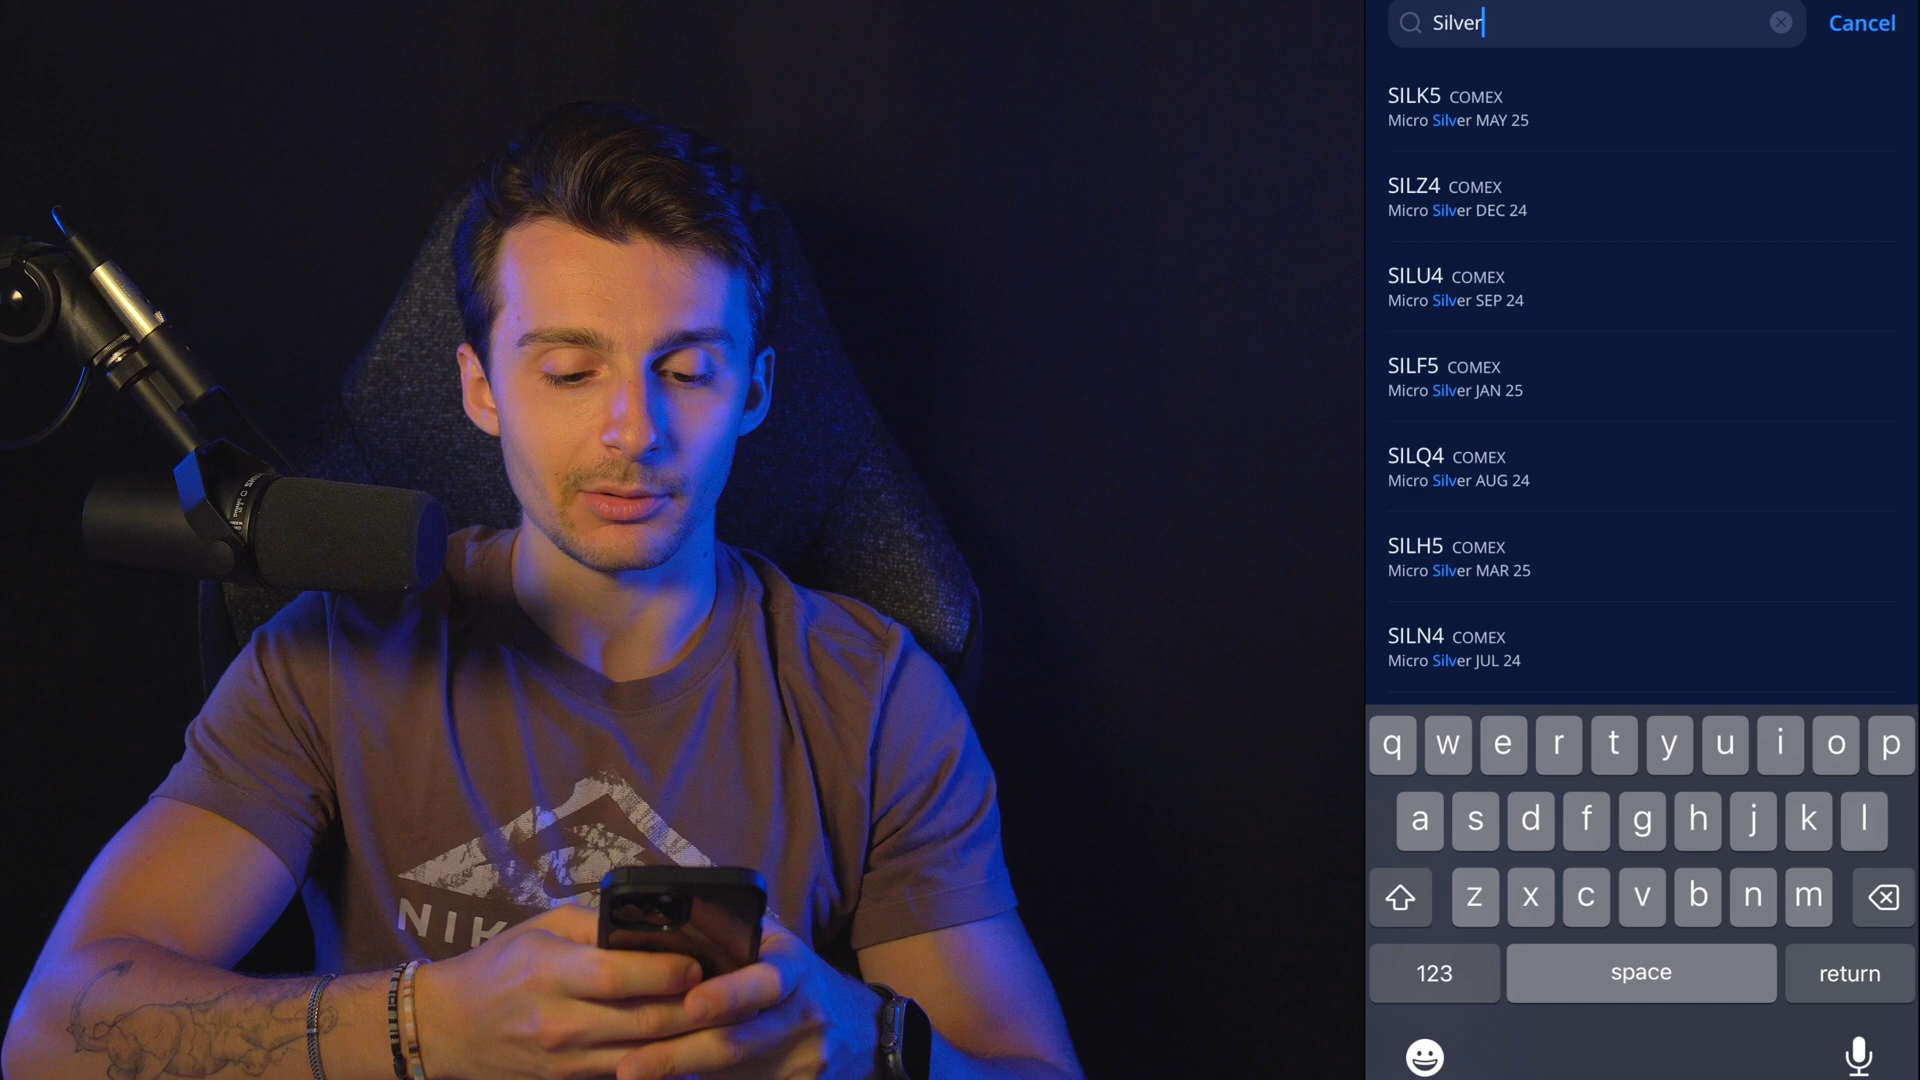 Silver
Cancel
SILK5 COMEX
Micro Silver MAY 25
SILZ4 COMEX
Micro Silver DEC 24
SILU4 COMEX
Micro Silver SEP 24
SILF5 COMEX
Micro Silver JAN 25
SILQ4 COMEX
Micro Silver AUG 24
SILH5 COMEX
Micro Silver MAR 25
SILN4 COMEX
Micro Silver JUL 24
q w e r t y u i o p
a s d f g h j k l
z x c v b n m
123 space return
NIK